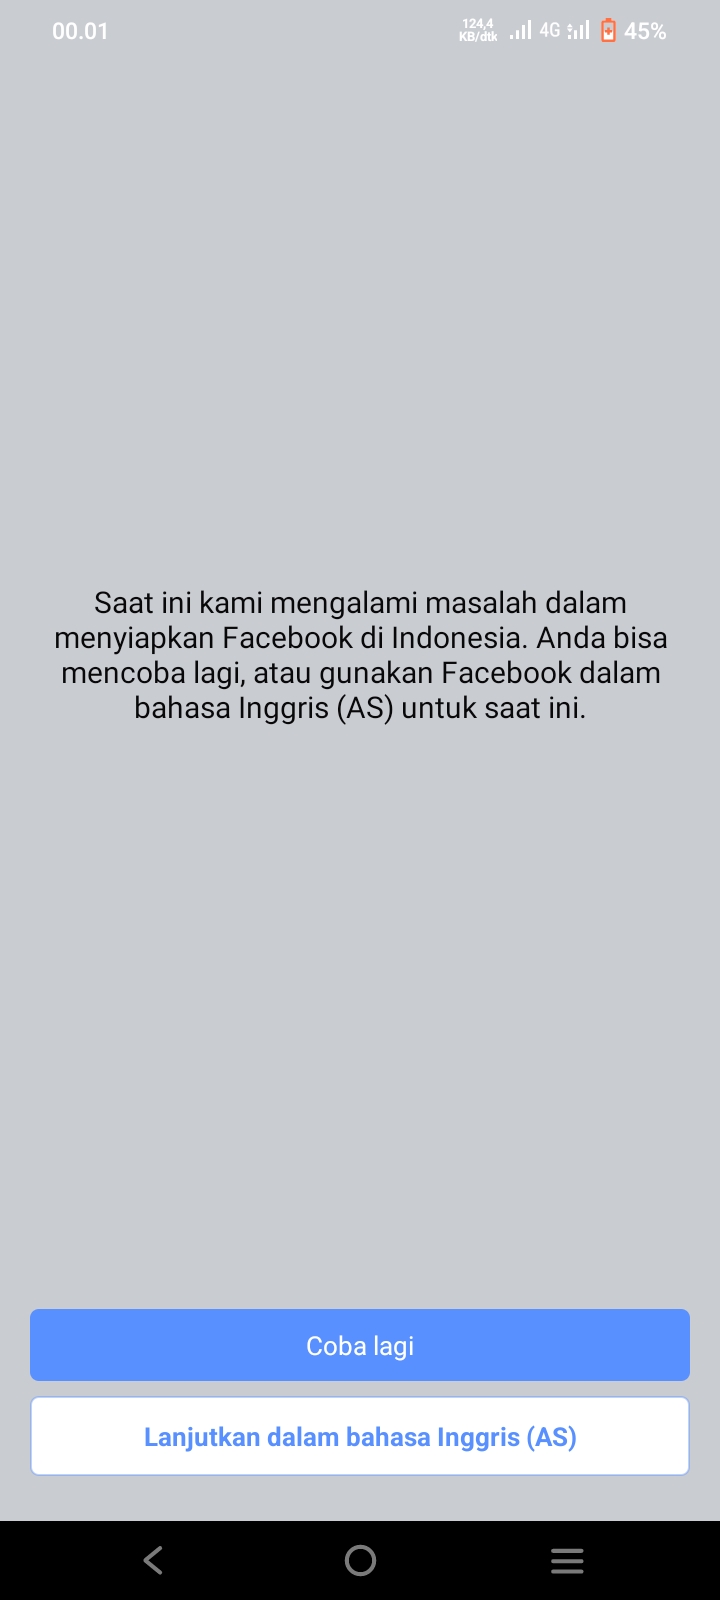 00.01
124,4
KB/dtk
4G
45%
Saat ini kami mengalami masalah dalam
menyiapkan Facebook di Indonesia. Anda bisa
mencoba lagi, atau gunakan Facebook dalam
bahasa Inggris (AS) untuk saat ini.
Coba lagi
Lanjutkan dalam bahasa Inggris (AS)